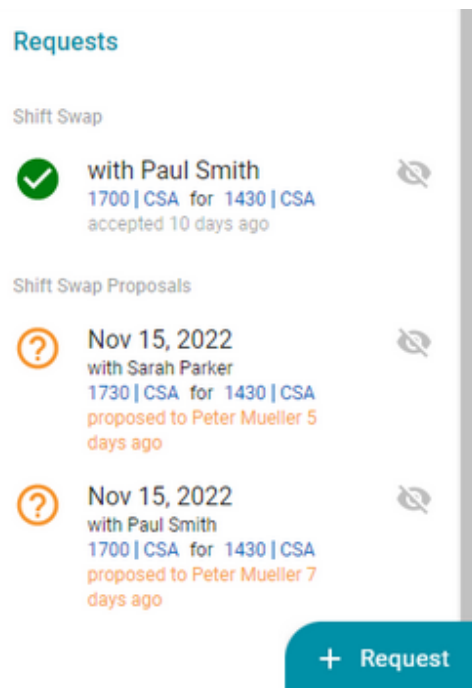 Requests
Shift Swap
with Paul Smith
1700 | CSA for 1430 | CSA
accepted 10 days ago
Shift Swap Proposals
Nov 15, 2022
with Sarah Parker
1730 | CSA for 1430 | CSA
proposed to Peter Mueller 5
days ago
Nov 15, 2022
with Paul Smith
1700 | CSA for 1430 | CSA
proposed to Peter Mueller 7
days ago
+ Request